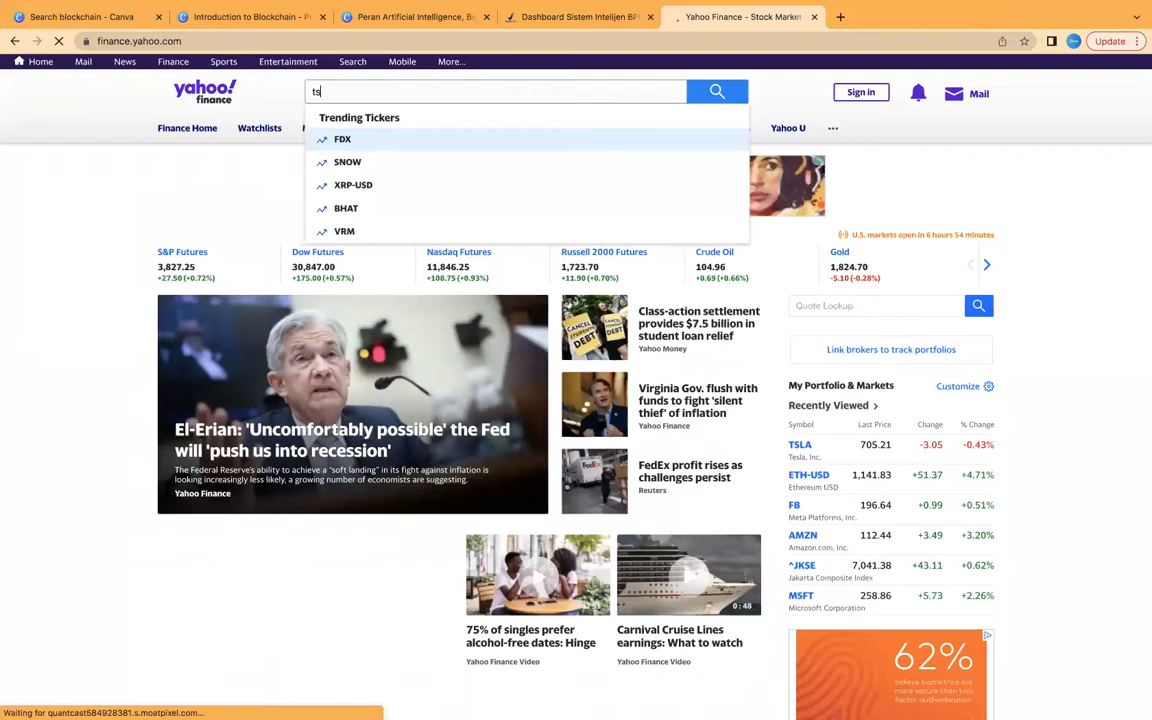 Search blockchain - Canva
Introduction to Blockchain - P
Peran Artificial Intelligence, B
Dashboard Sistem Intelijen BP
Yahoo Finance - Stock Market
finance.yahoo.com
Update
Home Mail News Finance Sports Entertainment Search Mobile More...
yahoo!
finance
ts
Sign in
Mail
Finance Home Watchlists
Yahoo U
Trending Tickers
FDX
SNOW
XRP-USD
BHAT
VRM
U.S. markets open in 6 hours 54 minutes
S&P Futures
3,827.25
+27.50 (+0.72%)
Dow Futures
30,847.00
+175.00 (+0.57%)
Nasdaq Futures
11,846.25
+108.75 (+0.93%)
Russell 2000 Futures
1,723.70
+11.90 (+0.70%)
Crude Oil
104.96
+0.69 (+0.66%)
Gold
1,824.70
-5.10 (-0.28%)
El-Erian: 'Uncomfortably possible' the Fed
will 'push us into recession'
The Federal Reserve's ability to achieve a "soft landing" in its fight against inflation is
looking increasingly less likely, a growing number of economists are suggesting.
Yahoo Finance
CANCEL
STUDENT
DEBT
Class-action settlement
provides $7.5 billion in
student loan relief
Yahoo Money
Virginia Gov. flush with
funds to fight 'silent
thief' of inflation
Yahoo Finance
FedEx
FedEx profit rises as
challenges persist
Reuters
75% of singles prefer
alcohol-free dates: Hinge
Yahoo Finance Video
0:48
Carnival Cruise Lines
earnings: What to watch
Yahoo Finance Video
Quote Lookup
Link brokers to track portfolios
My Portfolio & Markets
Customize
Recently Viewed
Symbol Last Price Change % Change
TSLA 705.21 -3.05 -0.43%
Tesla, Inc.
ETH-USD 1,141.83 +51.37 +4.71%
Ethereum USD
FB 196.64 +0.99 +0.51%
Meta Platforms, Inc.
AMZN 112.44 +3.49 +3.20%
Amazon.com, Inc.
^JKSE 7,041.38 +43.11 +0.62%
Jakarta Composite Index
MSFT 258.86 +5.73 +2.26%
Microsoft Corporation
62%
believe biometrics are
more secure than two
factor authentication.
Waiting for quantcast584928381.s.moatpixel.com...